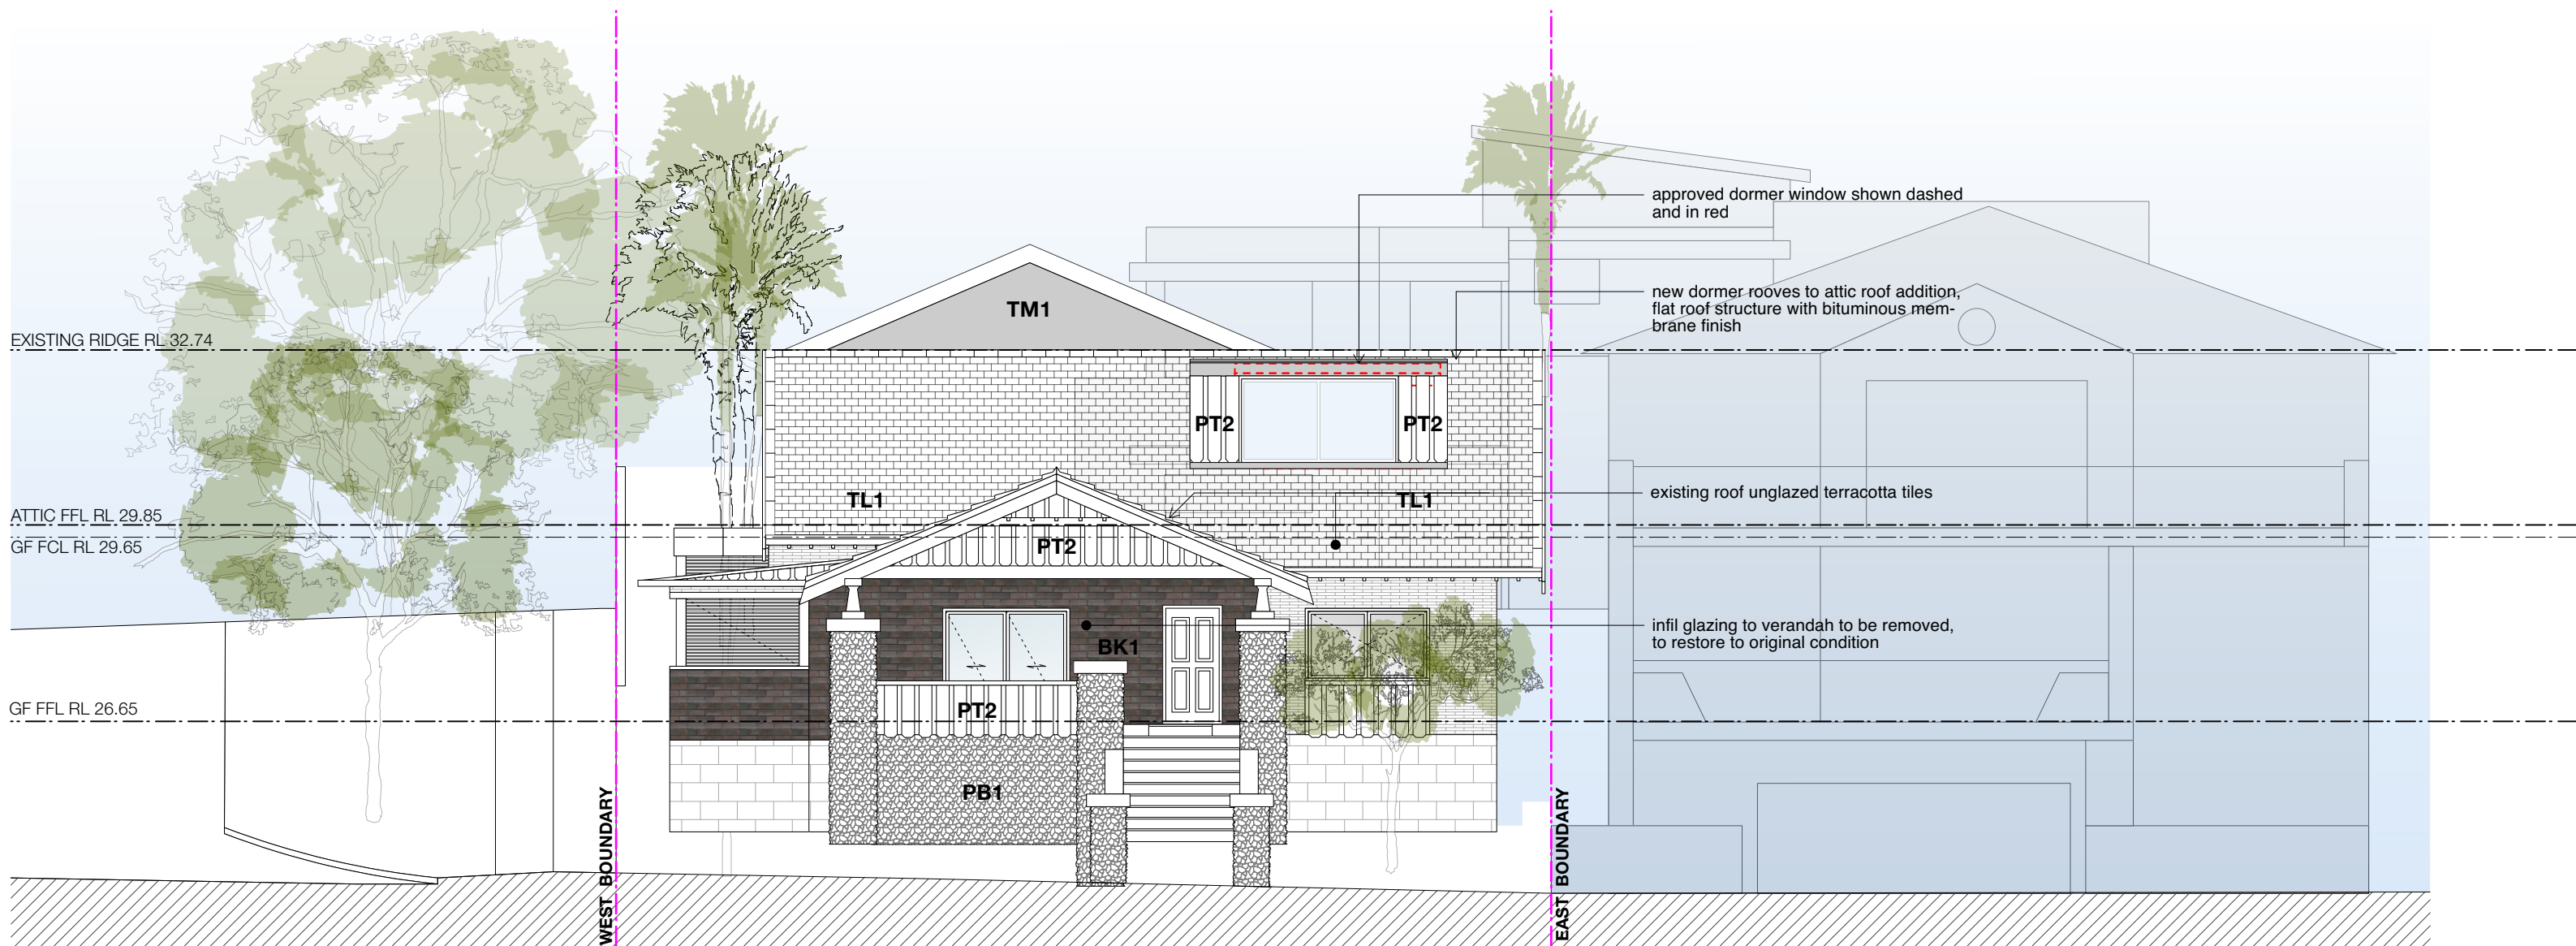 approved dormer window shown dashed
and in red
new dormer rooves to attic roof addition,
flat roof structure with bituminous mem-
brane finish
TM1
EXISTING RIDGE RL 32.74
PT2
PT2
TL1
TL1
existing roof unglazed terracotta tiles
ATTIC FFL RL 29.85
GF FCL RL 29.65
PT2
infil glazing to verandah to be removed,
to restore to original condition
BK1
GF FFL RL 26.65
PT2
PB1
WEST BOUNDARY
EAST BOUNDARY